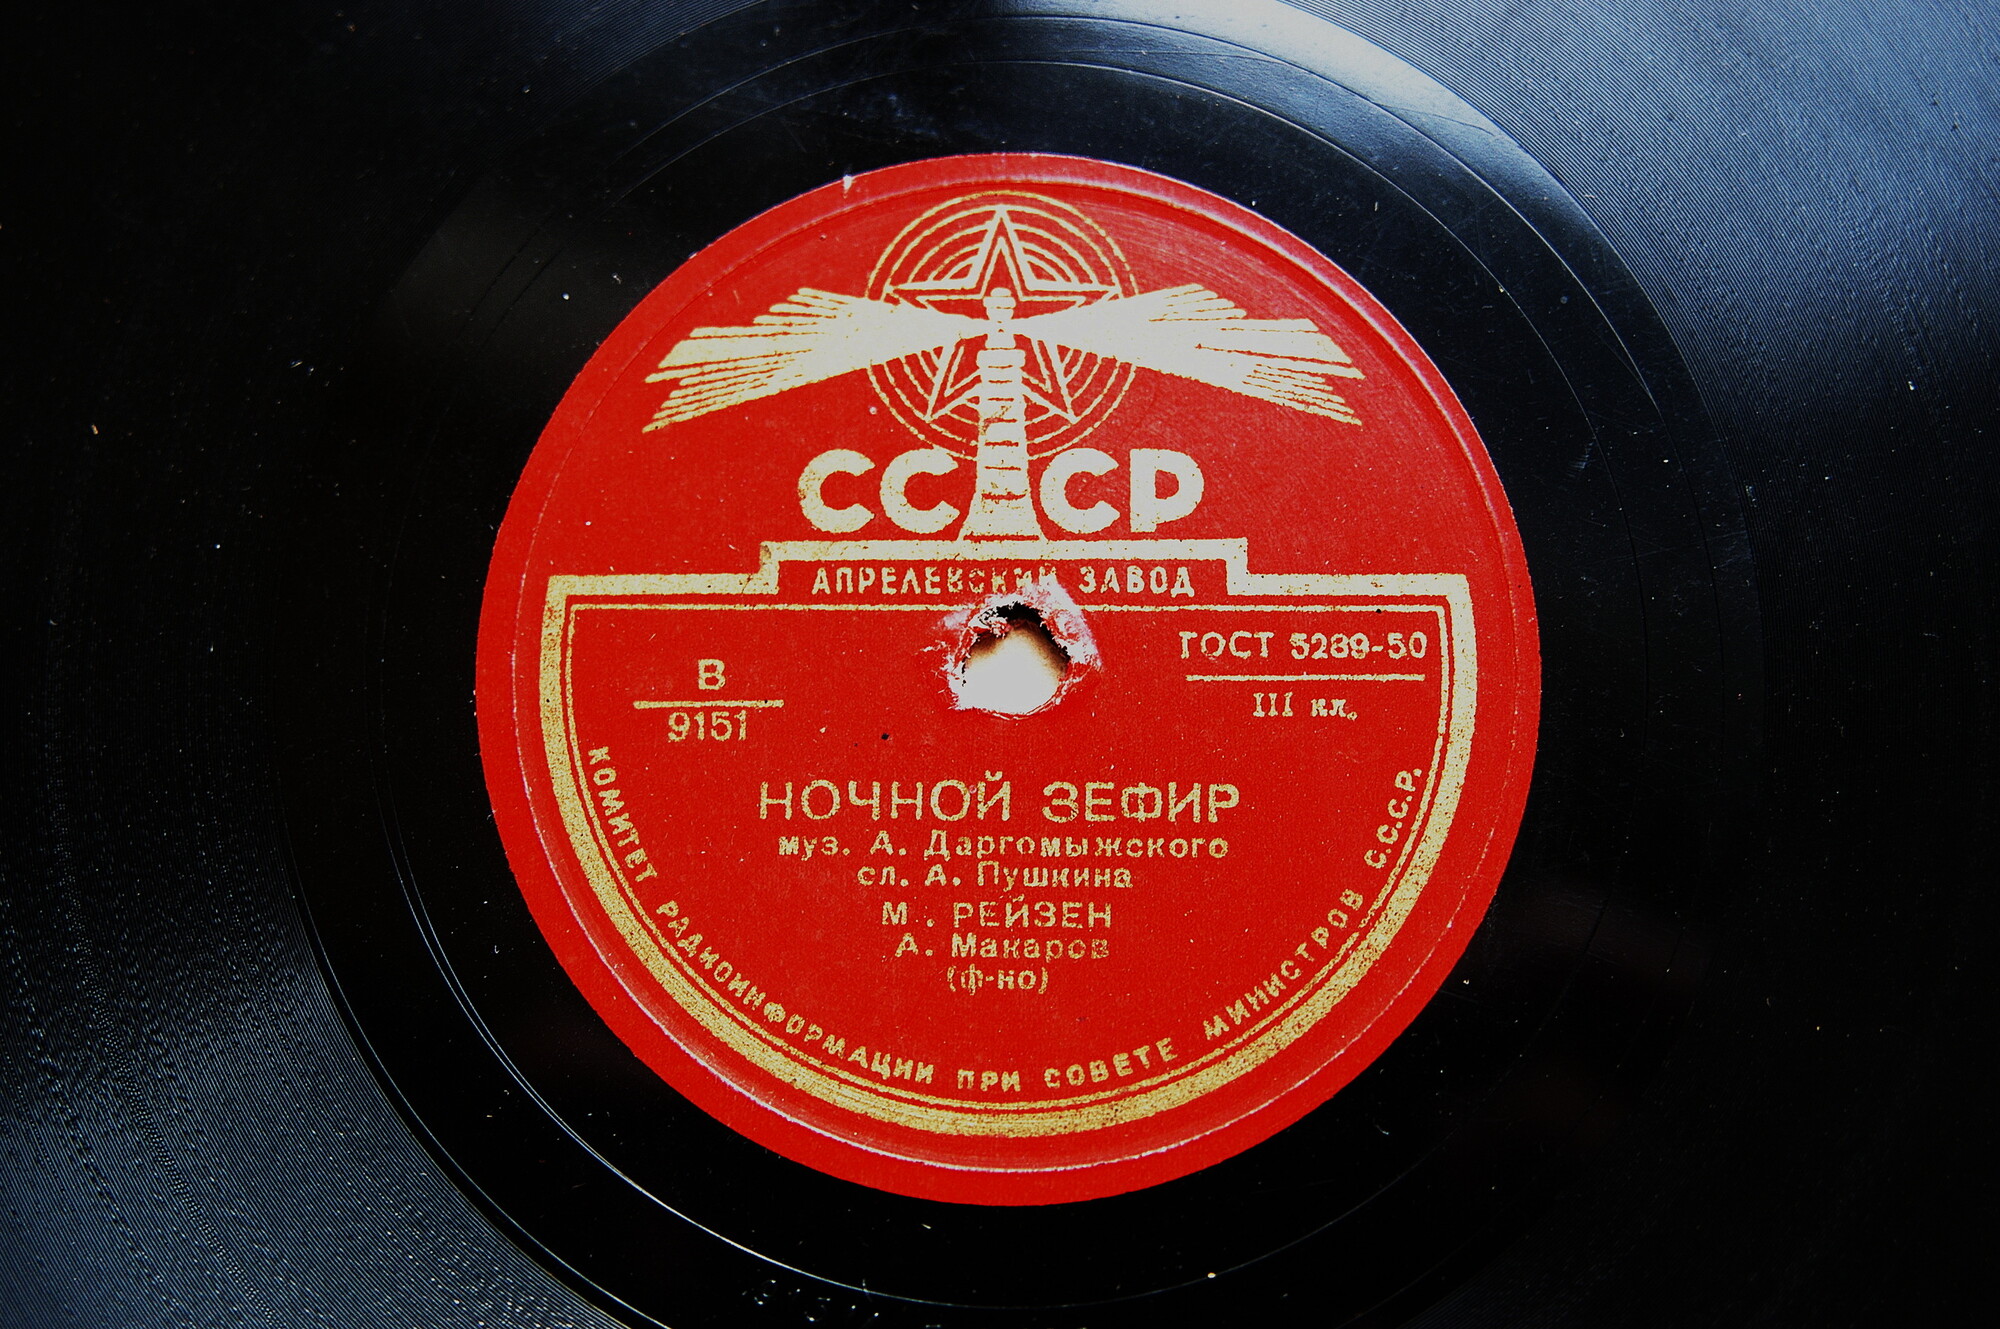 СССР
АПРЕЛЕВСКИЙ ЗАВОД
ГОСТ 5289-50
III кл.
В
9151
НОЧНОЙ ЗЕФИР
муз. А. Даргомыжского
сл. А. Пушкина
М. РЕЙЗЕН
А. Макаров
(ф-но)
КОМИТЕТ РАДИОИНФОРМАЦИИ ПРИ СОВЕТЕ МИНИСТРОВ С.С.С.Р.